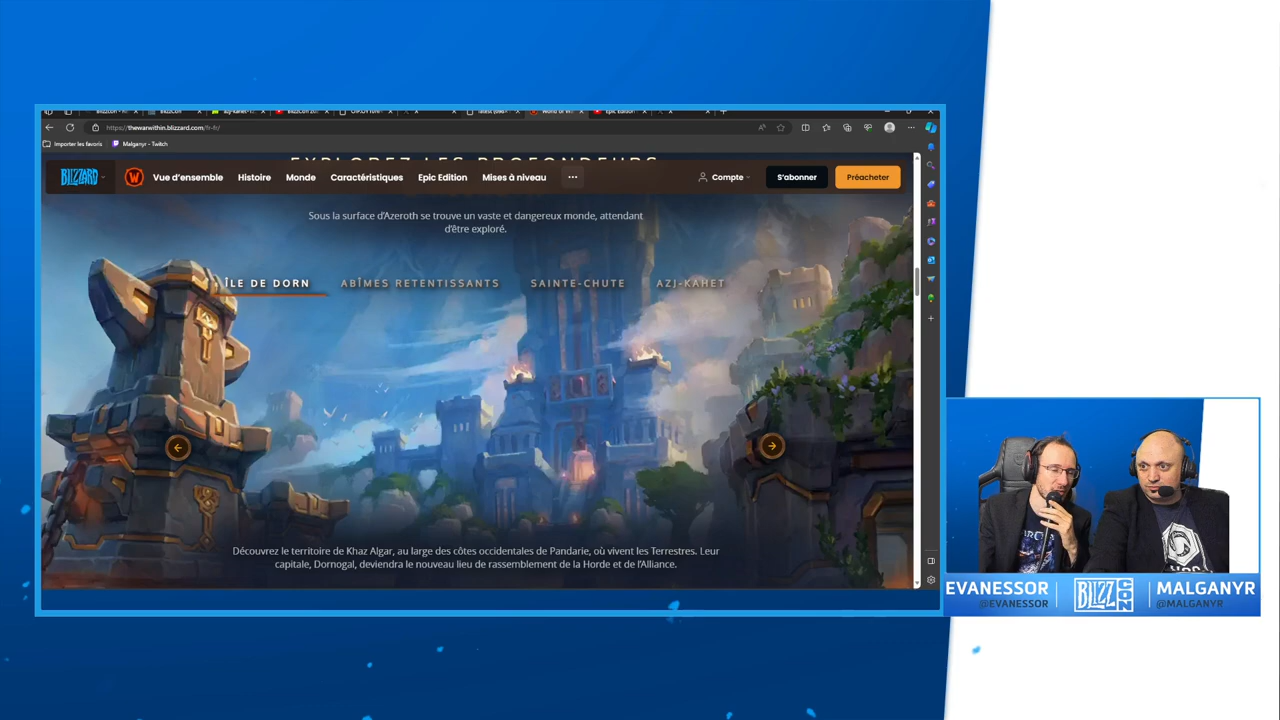 https://thewarwithin.blizzard.com/fr-fr/
Importer les favoris
Malganyr - Twitch
EXPLOREZ LES PROFONDEURS
BLIZZARD
W
Vue d'ensemble
Histoire
Monde
Caractéristiques
Epic Edition
Mises à niveau
Compte
S'abonner
Préacheter
Sous la surface d'Azeroth se trouve un vaste et dangereux monde, attendant
d'être exploré.
ÎLE DE DORN
ABÎMES RETENTISSANTS
SAINTE-CHUTE
AZJ-KAHET
Découvrez le territoire de Khaz Algar, au large des côtes occidentales de Pandarie, où vivent les Terrestres. Leur
capitale, Dornogal, deviendra le nouveau lieu de rassemblement de la Horde et de l'Alliance.
EVANESSOR
@EVANESSOR
BLIZZCON
MALGANYR
@MALGANYR